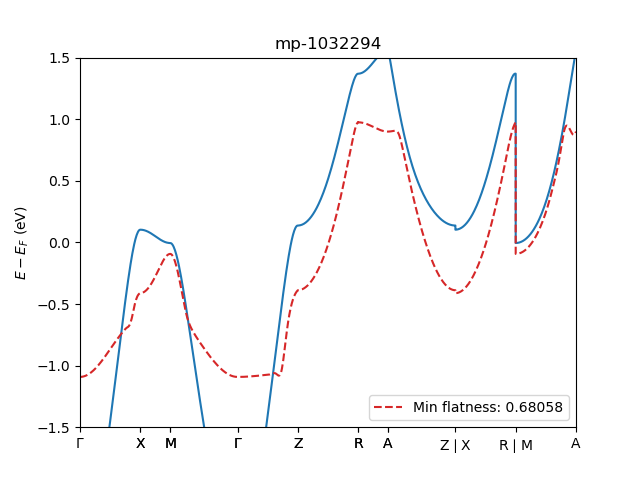 mp-1032294
E − E_F (eV)
1.5
1.0
0.5
0.0
−0.5
−1.0
−1.5
Min flatness: 0.68058
Γ X M Γ Z R A Z | X R | M A